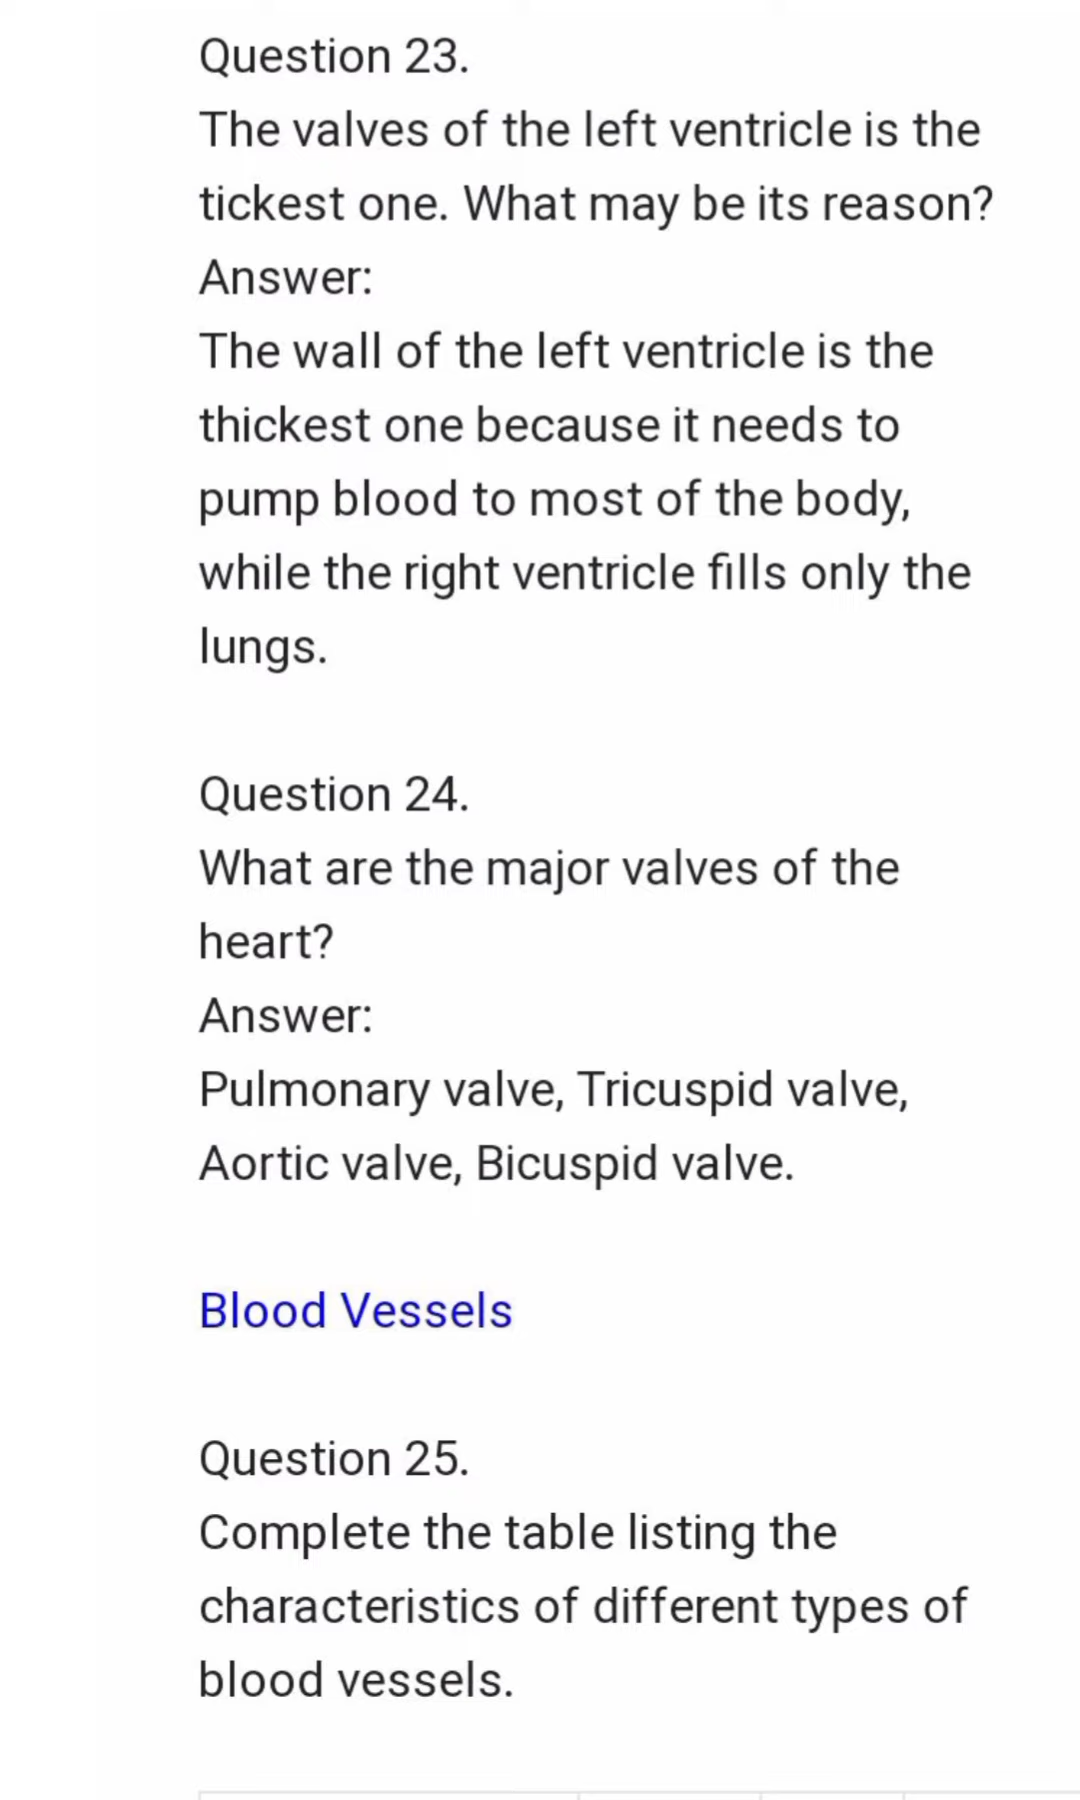 Question 23.
The valves of the left ventricle is the
tickest one. What may be its reason?
Answer:
The wall of the left ventricle is the
thickest one because it needs to
pump blood to most of the body,
while the right ventricle fills only the
lungs.
Question 24.
What are the major valves of the
heart?
Answer:
Pulmonary valve, Tricuspid valve,
Aortic valve, Bicuspid valve.
Blood Vessels
Question 25.
Complete the table listing the
characteristics of different types of
blood vessels.